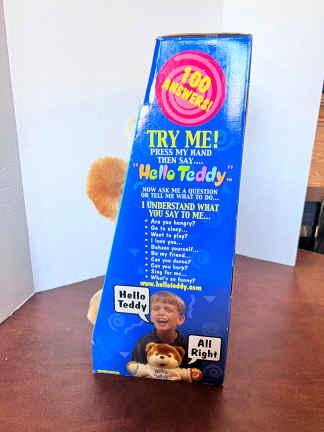 100
ANSWERS!
TRY ME!
PRESS MY HAND
THEN SAY....
"Hello Teddy"™
NOW ASK ME A QUESTION
OR TELL ME WHAT TO DO...
I UNDERSTAND WHAT
YOU SAY TO ME...
• Are you hungry?
• Go to sleep...
• Want to play?
• I love you...
• Behave yourself...
• Be my friend...
• Can you dance?
• Can you burp?
• Sing for me...
• What's so funny?
www.helloteddy.com
Hello
Teddy
All
Right